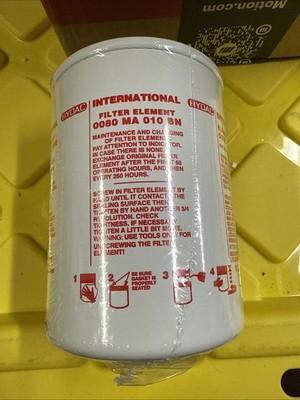 Motion.com
HYDAC INTERNATIONAL HYDAC
FILTER ELEMENT
0080 MA 010 BN
MAINTENANCE AND CHANGING
OF FILTER ELEMENT:
PAY ATTENTION TO INDICATOR.
IN CASE THERE IS NONE,
EXCHANGE ORIGINAL FILTER
ELEMENT AFTER THE FIRST 50
OPERATING HOURS, AND THEN
EVERY 250 HOURS.
SCREW IN FILTER ELEMENT BY
HAND UNTIL IT CONTACTS THE
SEALING SURFACE THEN
TIGHTEN BY HAND ANOTHER 3/4
REVOLUTION. CHECK
TIGHTNESS. IF NECESSARY,
TIGHTEN A LITTLE BIT MORE.
WARNING: USE TOOLS ONLY FOR
UNSCREWING THE FILTER
ELEMENT!
1 2 BE SURE
GASKET IS
PROPERLY
SEATED 3 4